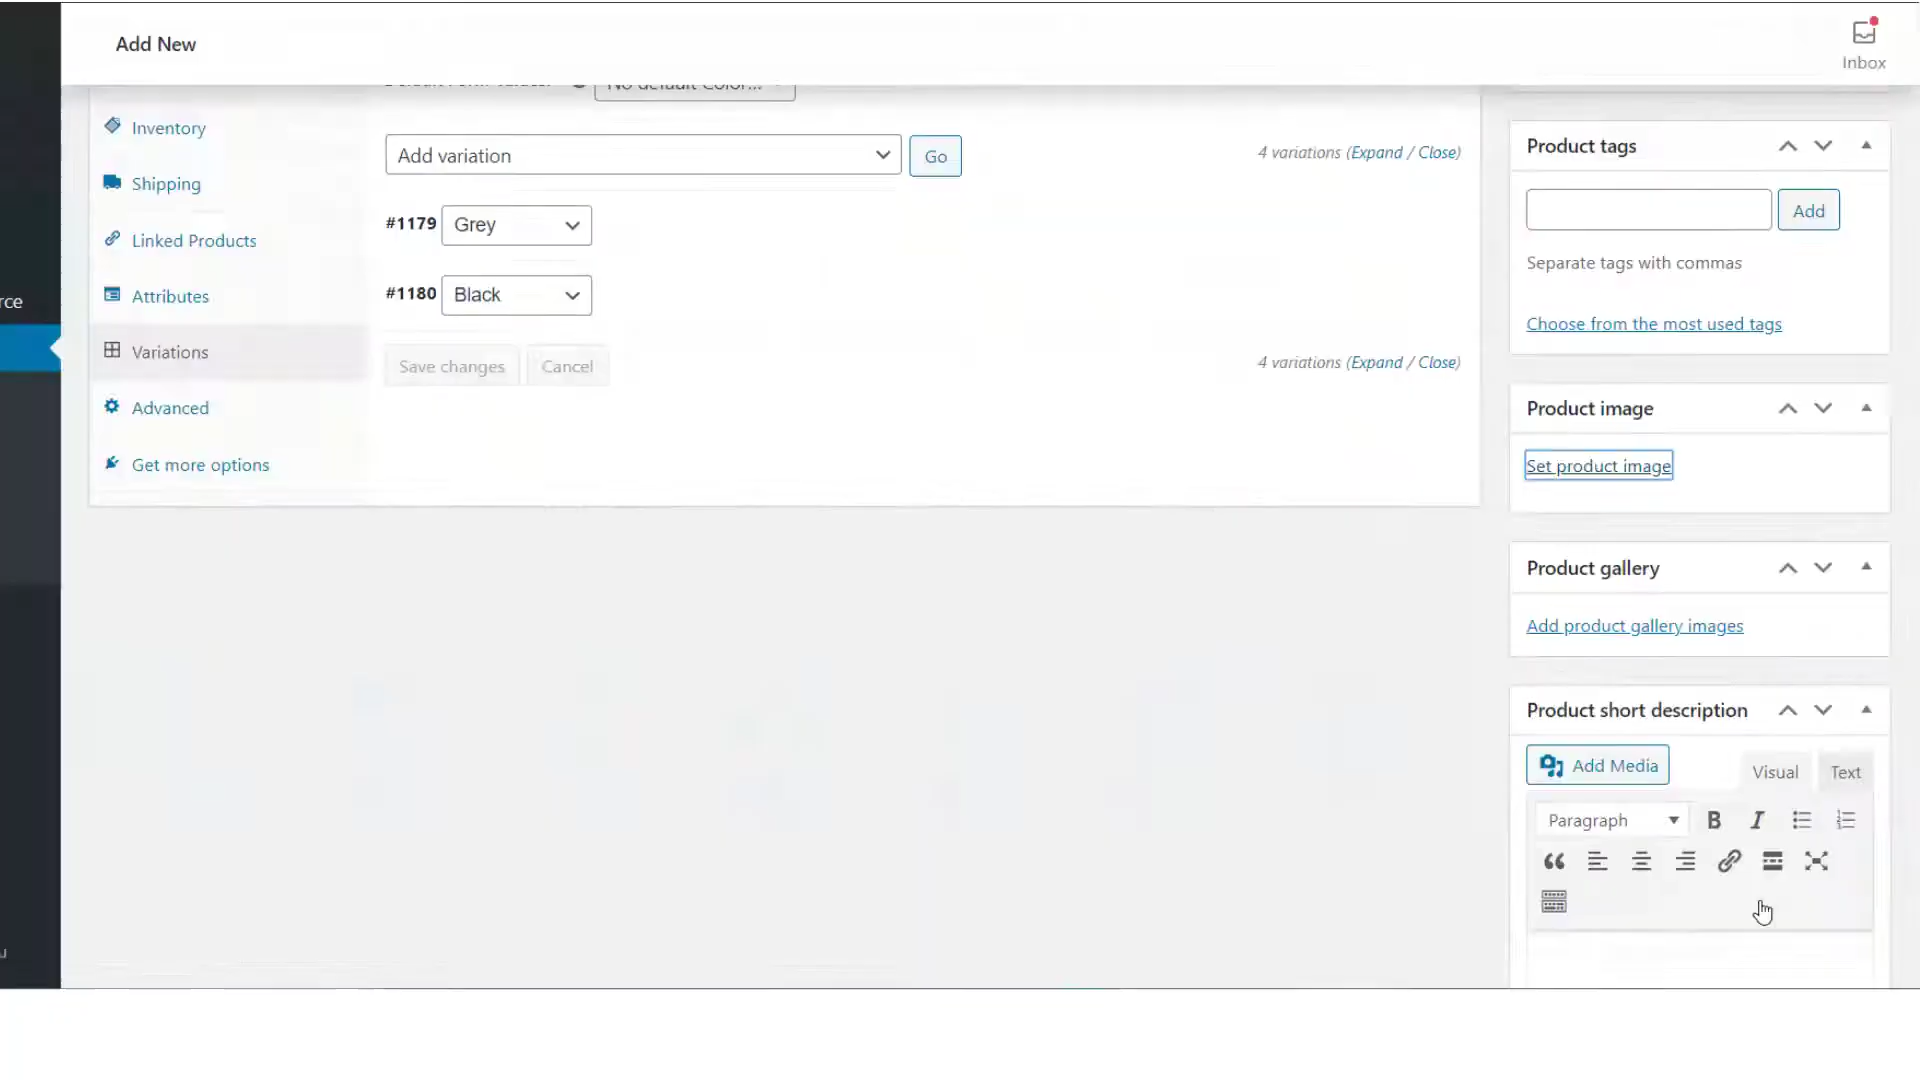 Add New
Inbox
Inventory
Shipping
Linked Products
Attributes
Variations
Advanced
Get more options
No default Color...
Add variation
Go
4 variations (Expand / Close)
#1179 Grey
#1180 Black
Save changes
Cancel
4 variations (Expand / Close)
Product tags
Add
Separate tags with commas
Choose from the most used tags
Product image
Set product image
Product gallery
Add product gallery images
Product short description
Add Media
Visual
Text
Paragraph
B
I
rce